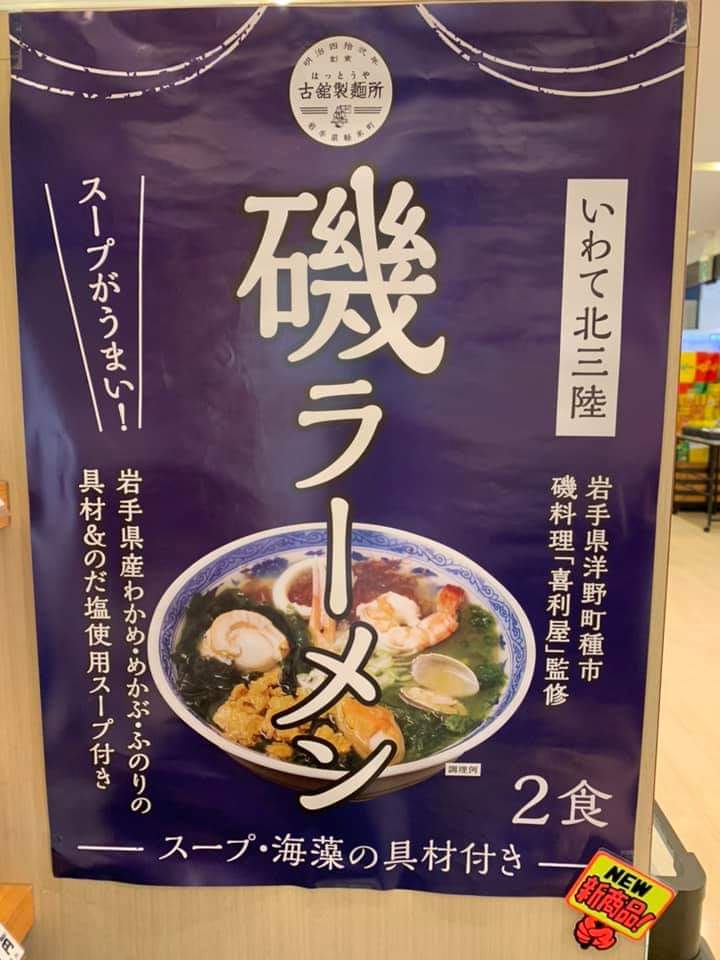 明治四拾弐年
創業
はっとうや
古舘製麺所
岩手県軽米町
いわて北三陸
岩手県洋野町種市
磯料理「喜利屋」監修
磯ラーメン
スープがうまい!
岩手県産わかめ・めかぶ・ふのりの
具材&のだ塩使用スープ付き
調理例
2食
スープ・海藻の具材付き
NEW
新商品!